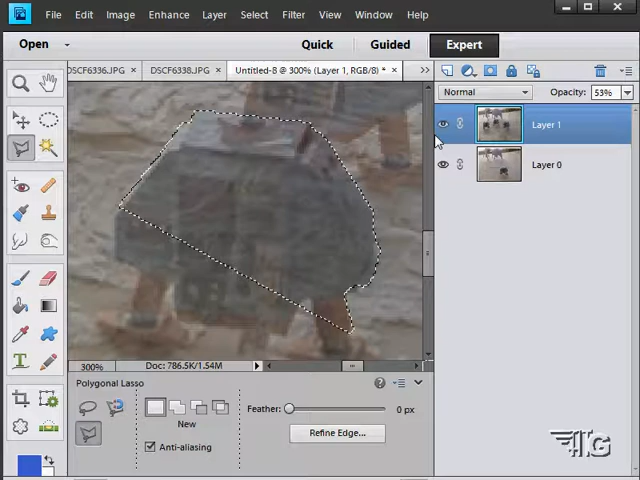 File Edit Image Enhance Layer Select Filter View Window Help
Open Quick Guided Expert
DSCF6336.JPG DSCF6338.JPG × Untitled-8 @ 300% (Layer 1, RGB/8) * ×
Normal Opacity: 53%
Layer 1
Layer 0
300% Doc: 786.5K/1.54M
Polygonal Lasso
New
Feather: 0 px
Refine Edge...
Anti-aliasing
T